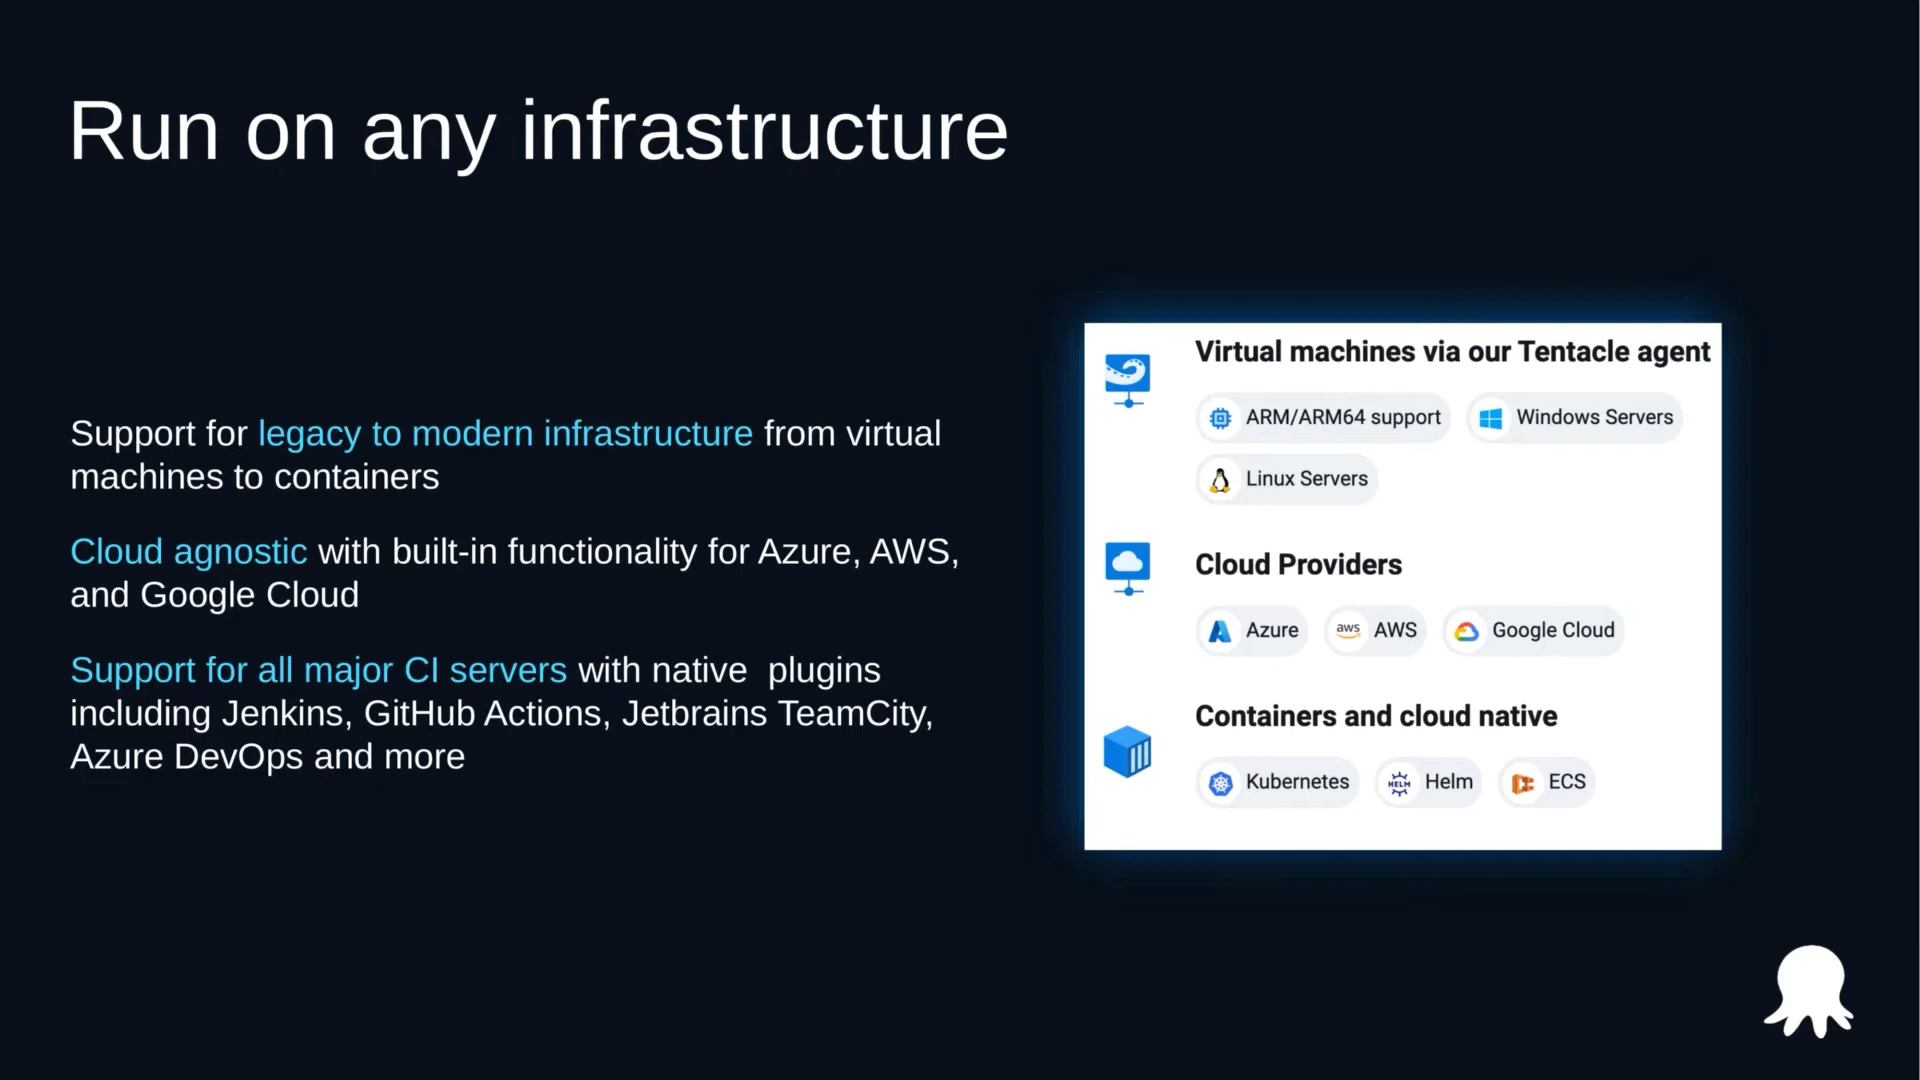 Run on any infrastructure
Support for legacy to modern infrastructure from virtual
machines to containers
Cloud agnostic with built-in functionality for Azure, AWS,
and Google Cloud
Support for all major CI servers with native  plugins
including Jenkins, GitHub Actions, Jetbrains TeamCity,
Azure DevOps and more
Virtual machines via our Tentacle agent
ARM/ARM64 support Windows Servers
Linux Servers
Cloud Providers
Azure aws AWS Google Cloud
Containers and cloud native
Kubernetes HELM Helm ECS